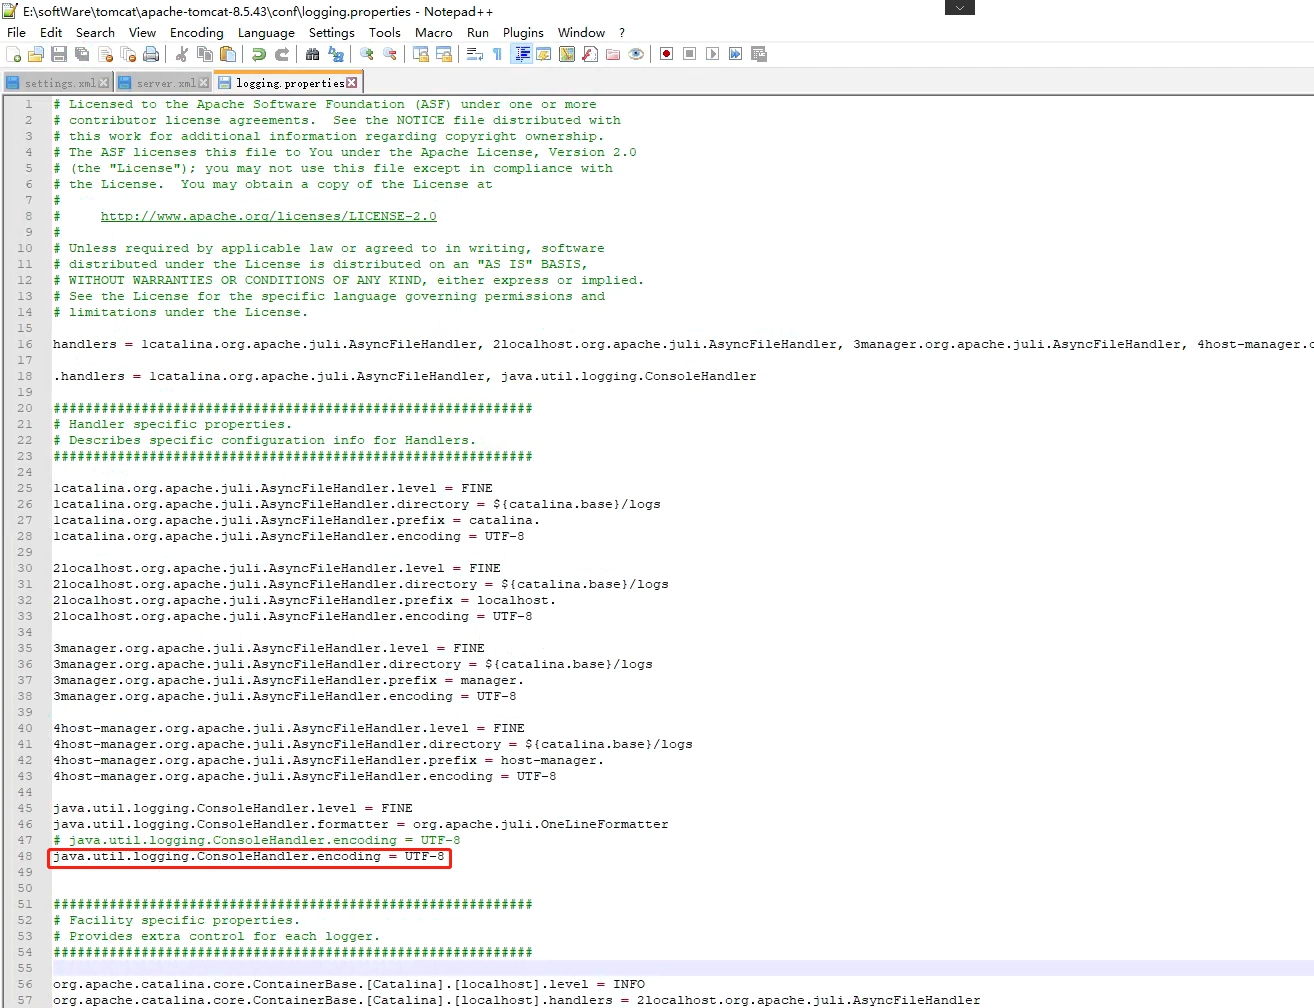 E:\softWare\tomcat\apache-tomcat-8.5.43\conf\logging.properties - Notepad++
File Edit Search View Encoding Language Settings Tools Macro Run Plugins Window ?
settings.xml server.xml logging.properties
1 # Licensed to the Apache Software Foundation (ASF) under one or more
2 # contributor license agreements.  See the NOTICE file distributed with
3 # this work for additional information regarding copyright ownership.
4 # The ASF licenses this file to You under the Apache License, Version 2.0
5 # (the "License"); you may not use this file except in compliance with
6 # the License.  You may obtain a copy of the License at
7 #
8 #     http://www.apache.org/licenses/LICENSE-2.0
9 #
10 # Unless required by applicable law or agreed to in writing, software
11 # distributed under the License is distributed on an "AS IS" BASIS,
12 # WITHOUT WARRANTIES OR CONDITIONS OF ANY KIND, either express or implied.
13 # See the License for the specific language governing permissions and
14 # limitations under the License.
15
16 handlers = 1catalina.org.apache.juli.AsyncFileHandler, 2localhost.org.apache.juli.AsyncFileHandler, 3manager.org.apache.juli.AsyncFileHandler, 4host-manager.o
17
18 .handlers = 1catalina.org.apache.juli.AsyncFileHandler, java.util.logging.ConsoleHandler
19
20 ############################################################
21 # Handler specific properties.
22 # Describes specific configuration info for Handlers.
23 ############################################################
24
25 1catalina.org.apache.juli.AsyncFileHandler.level = FINE
26 1catalina.org.apache.juli.AsyncFileHandler.directory = ${catalina.base}/logs
27 1catalina.org.apache.juli.AsyncFileHandler.prefix = catalina.
28 1catalina.org.apache.juli.AsyncFileHandler.encoding = UTF-8
29
30 2localhost.org.apache.juli.AsyncFileHandler.level = FINE
31 2localhost.org.apache.juli.AsyncFileHandler.directory = ${catalina.base}/logs
32 2localhost.org.apache.juli.AsyncFileHandler.prefix = localhost.
33 2localhost.org.apache.juli.AsyncFileHandler.encoding = UTF-8
34
35 3manager.org.apache.juli.AsyncFileHandler.level = FINE
36 3manager.org.apache.juli.AsyncFileHandler.directory = ${catalina.base}/logs
37 3manager.org.apache.juli.AsyncFileHandler.prefix = manager.
38 3manager.org.apache.juli.AsyncFileHandler.encoding = UTF-8
39
40 4host-manager.org.apache.juli.AsyncFileHandler.level = FINE
41 4host-manager.org.apache.juli.AsyncFileHandler.directory = ${catalina.base}/logs
42 4host-manager.org.apache.juli.AsyncFileHandler.prefix = host-manager.
43 4host-manager.org.apache.juli.AsyncFileHandler.encoding = UTF-8
44
45 java.util.logging.ConsoleHandler.level = FINE
46 java.util.logging.ConsoleHandler.formatter = org.apache.juli.OneLineFormatter
47 # java.util.logging.ConsoleHandler.encoding = UTF-8
48 java.util.logging.ConsoleHandler.encoding = UTF-8
49
50
51 ############################################################
52 # Facility specific properties.
53 # Provides extra control for each logger.
54 ############################################################
55
56 org.apache.catalina.core.ContainerBase.[Catalina].[localhost].level = INFO
57 org.apache.catalina.core.ContainerBase.[Catalina].[localhost].handlers = 2localhost.org.apache.juli.AsyncFileHandler